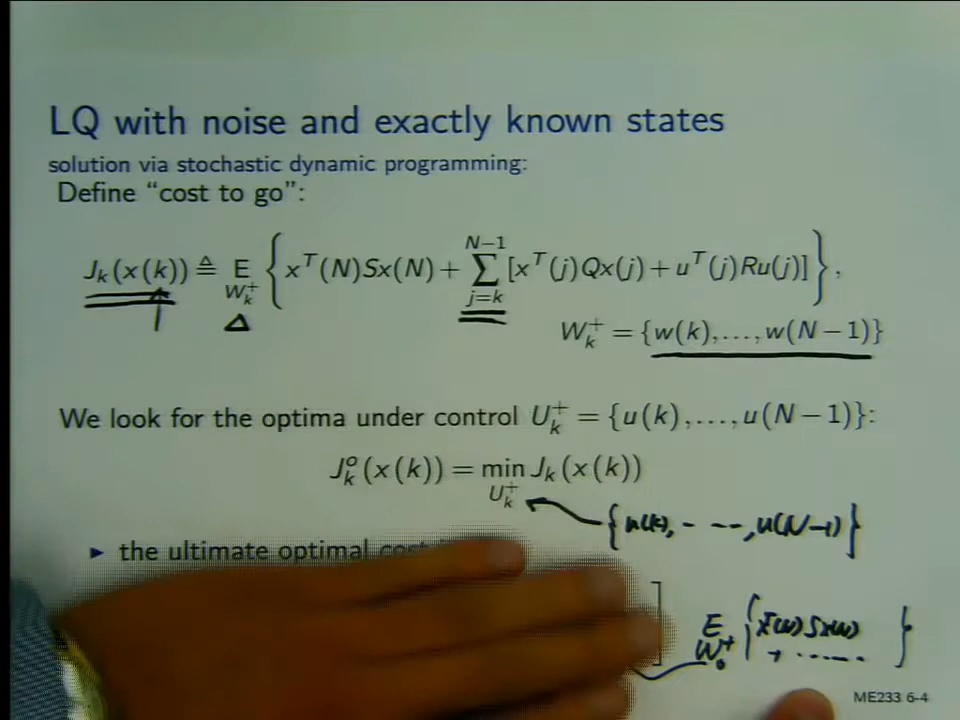 LQ with noise and exactly known states
solution via stochastic dynamic programming:
Define “cost to go”:
J_k(x(k)) ≜ E_{W_k^+} { x^T(N)Sx(N) + ∑_{j=k}^{N−1} [x^T(j)Qx(j) + u^T(j)Ru(j)] },
W_k^+ = {w(k),...,w(N−1)}
We look for the optima under control U_k^+ = {u(k),...,u(N−1)}:
J_k^o(x(k)) = min_{U_k^+} J_k(x(k))
{u(k), - - --, u(N-1)}
▶ the ultimate optimal cost
]
E_{W_0^+} { x^T(N) S x(N)
+ ...... }
ME233 6-4